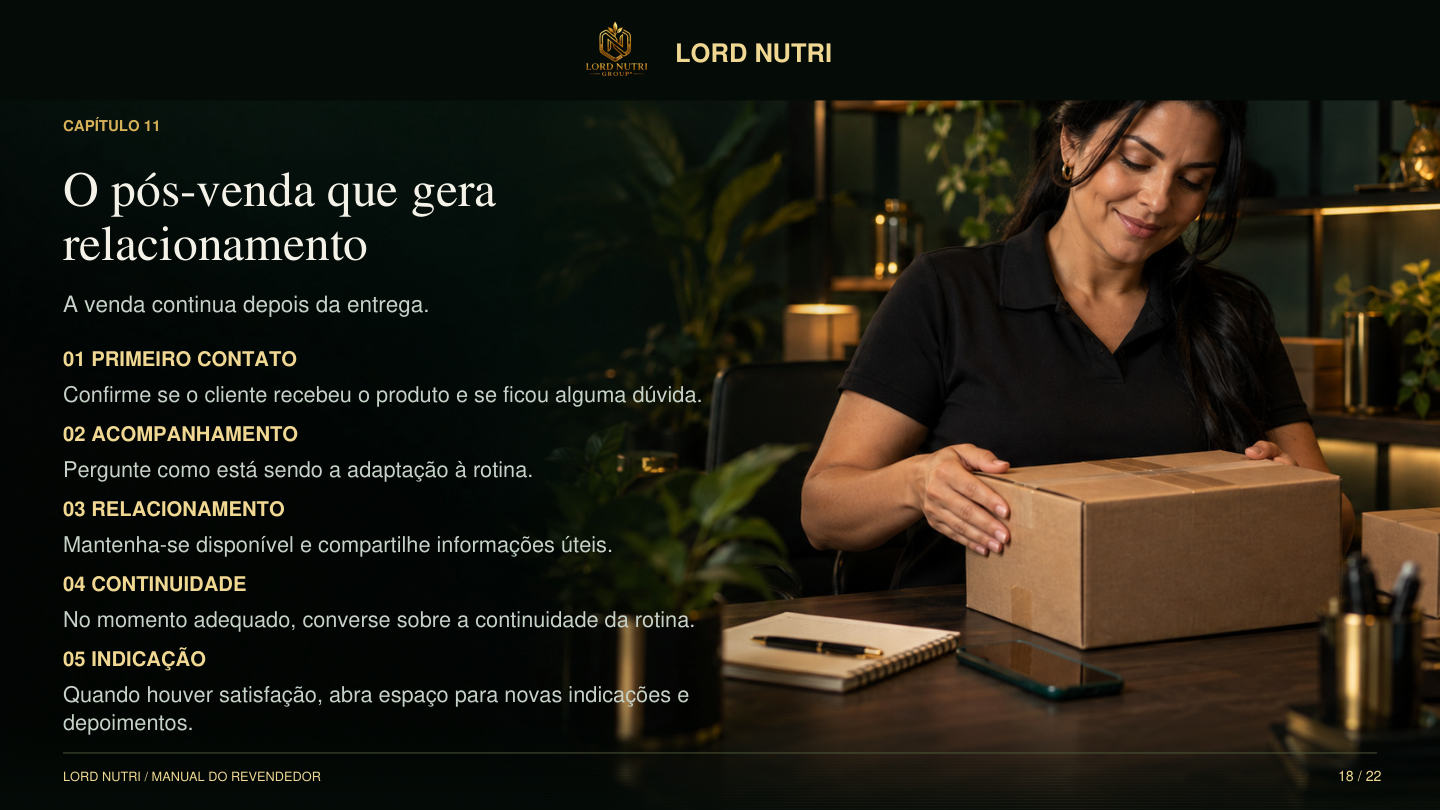 LORD NUTRI
GROUP
LORD NUTRI
CAPÍTULO 11
O pós-venda que gera
relacionamento
A venda continua depois da entrega.
01 PRIMEIRO CONTATO
Confirme se o cliente recebeu o produto e se ficou alguma dúvida.
02 ACOMPANHAMENTO
Pergunte como está sendo a adaptação à rotina.
03 RELACIONAMENTO
Mantenha-se disponível e compartilhe informações úteis.
04 CONTINUIDADE
No momento adequado, converse sobre a continuidade da rotina.
05 INDICAÇÃO
Quando houver satisfação, abra espaço para novas indicações e
depoimentos.
LORD NUTRI / MANUAL DO REVENDEDOR
18 / 22